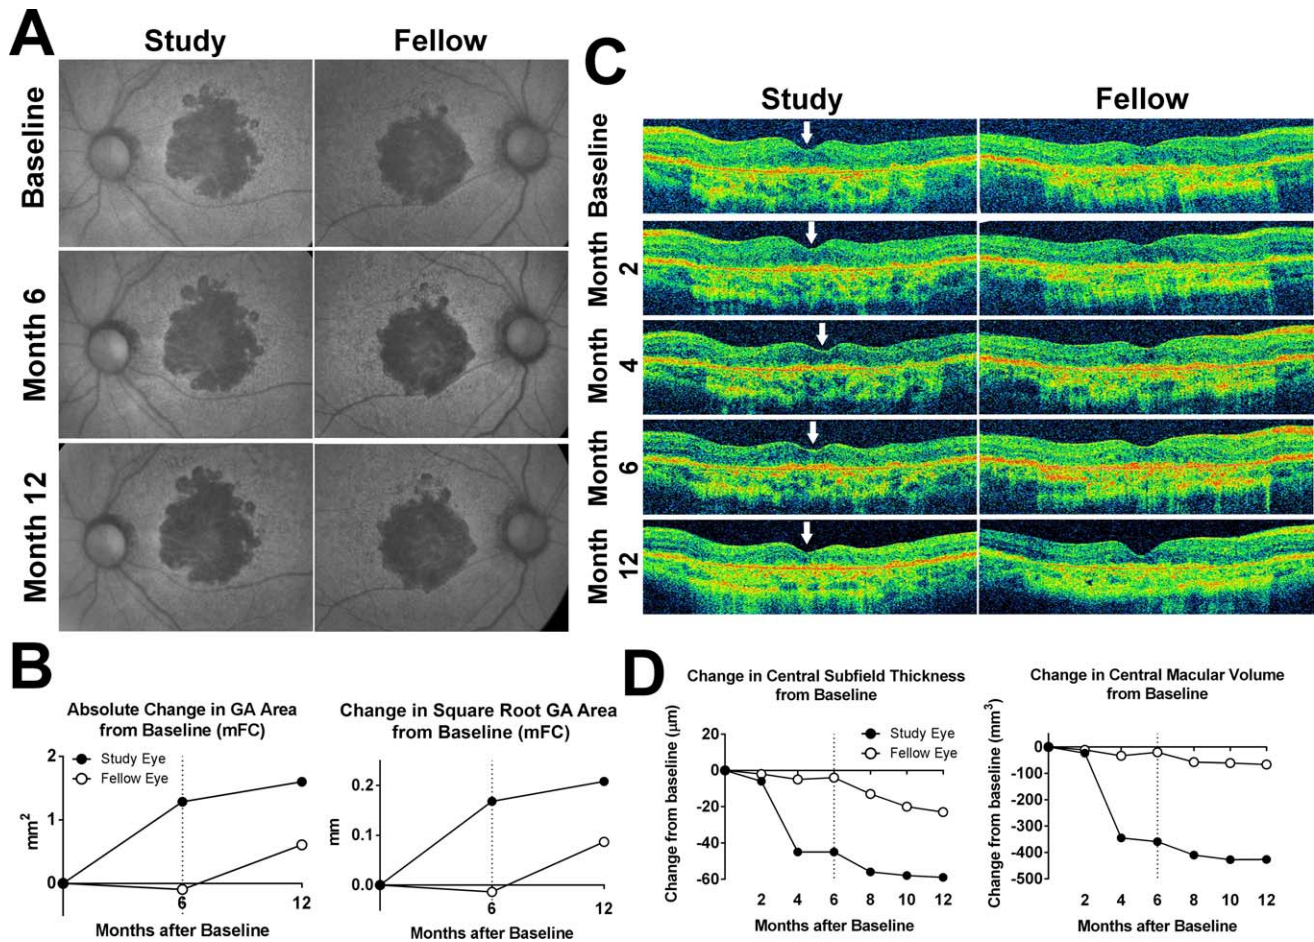 A
Study
Fellow
Baseline
Month 6
Month 12
B
Absolute Change in GA Area
from Baseline (mFC)
Study Eye
Fellow Eye
2
1
0
mm²
6
12
Months after Baseline
Change in Square Root GA Area
from Baseline (mFC)
0.2
0.1
0.0
mm
6
12
Months after Baseline
C
Study
Fellow
Baseline
Month 2
Month 4
Month 6
Month 12
D
Change in Central Subfield Thickness
from Baseline
Study Eye
Fellow Eye
20
0
-20
-40
-60
Change from baseline (μm)
2 4 6 8 10 12
Months after Baseline
Change in Central Macular Volume
from Baseline
0
-100
-200
-300
-400
-500
Change from baseline (mm³)
2 4 6 8 10 12
Months after Baseline